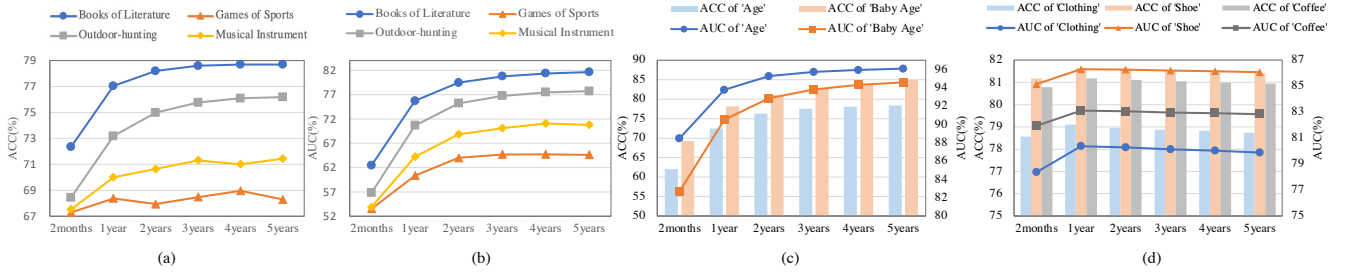 Books of Literature
Games of Sports
Outdoor-hunting
Musical Instrument
ACC(%)
79
77
75
73
71
69
67
2months
1year
2years
3years
4years
5years
(a)
Books of Literature
Games of Sports
Outdoor-hunting
Musical Instrument
AUC(%)
82
77
72
67
62
57
52
2months
1year
2years
3years
4years
5years
(b)
ACC of 'Age'
ACC of 'Baby Age'
AUC of 'Age'
AUC of 'Baby Age'
ACC(%)
90
85
80
75
70
65
60
55
50
AUC(%)
96
94
92
90
88
86
84
82
80
2months
1year
2years
3years
4years
5years
(c)
ACC of 'Clothing'
ACC of 'Shoe'
ACC of 'Coffee'
AUC of 'Clothing'
AUC of 'Shoe'
AUC of 'Coffee'
ACC(%)
82
81
80
79
78
77
76
75
AUC(%)
87
85
83
81
79
77
75
2months
1year
2years
3years
4years
5years
(d)